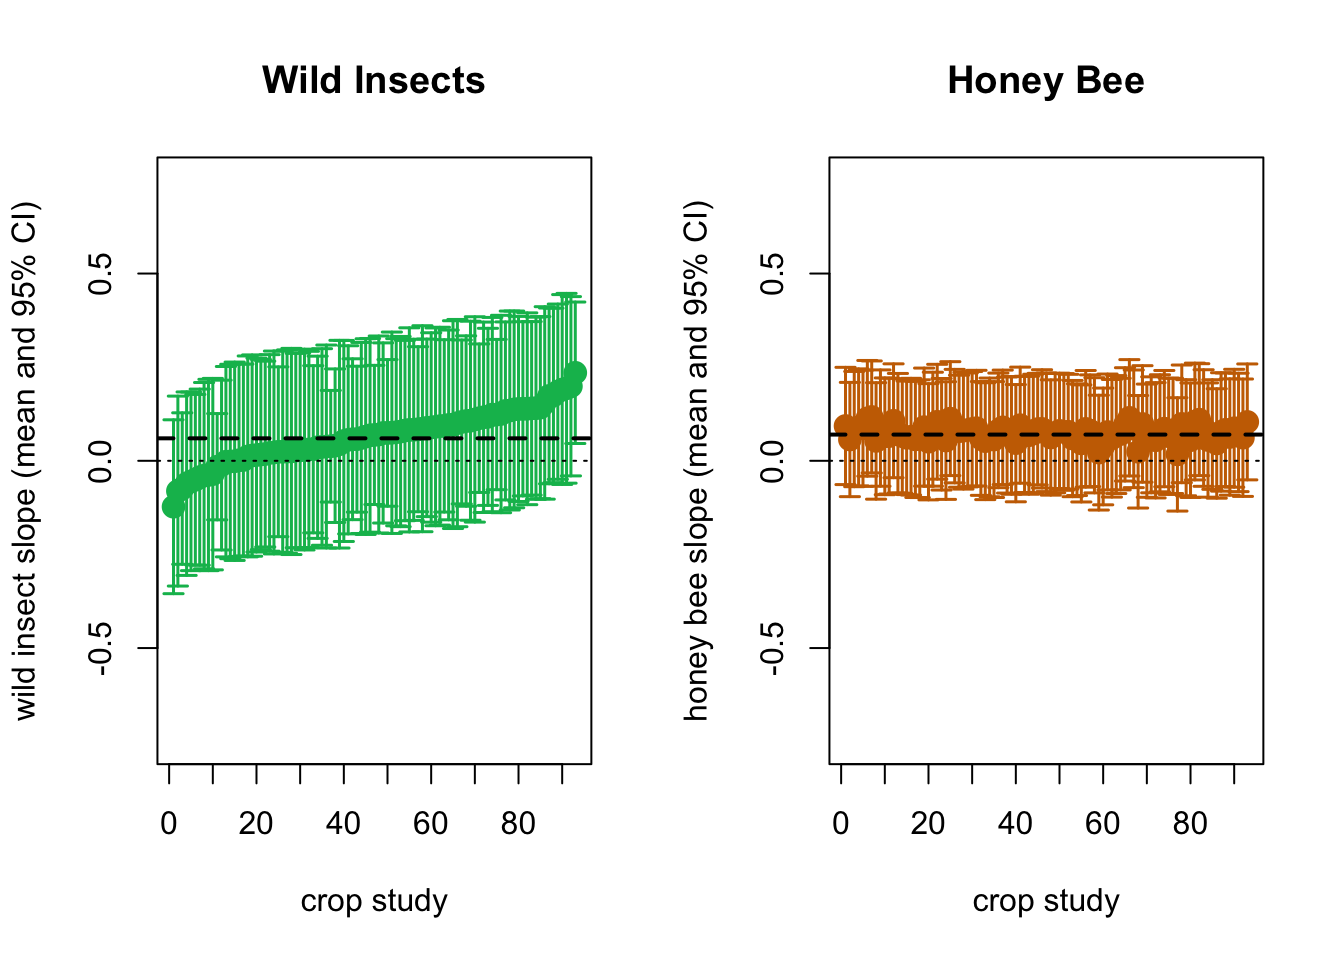 Wild Insects
wild insect slope (mean and 95% CI)
0.5
0.0
-0.5
0 20 40 60 80
crop study
Honey Bee
honey bee slope (mean and 95% CI)
0.5
0.0
-0.5
0 20 40 60 80
crop study